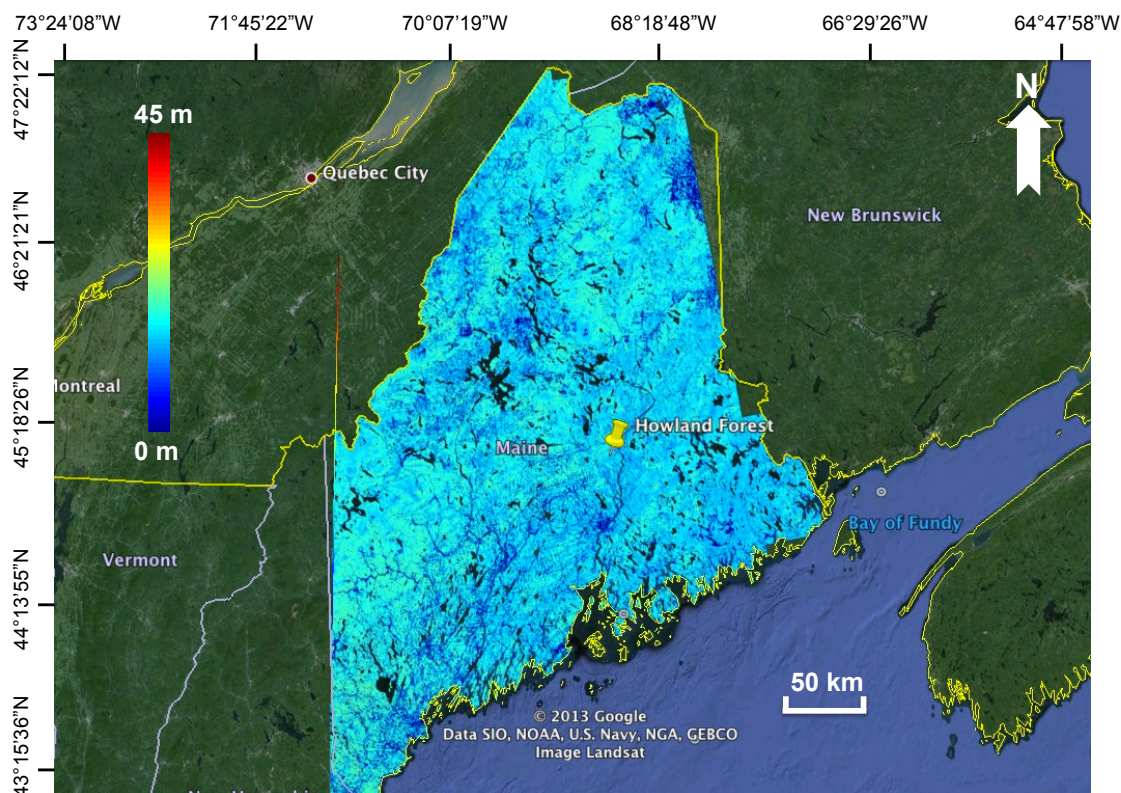 73°24'08”W 71°45'22”W 70°07'19”W 68°18'48”W 66°29'26”W 64°47'58”W
47°22'12”N
46°21'21”N
45°18'26”N
44°13'55”N
43°15'36”N
45 m
0 m
N
Quebec City
New Brunswick
Montreal
Howland Forest
Maine
Bay of Fundy
Vermont
50 km
© 2013 Google
Data SIO, NOAA, U.S. Navy, NGA, GEBCO
Image Landsat